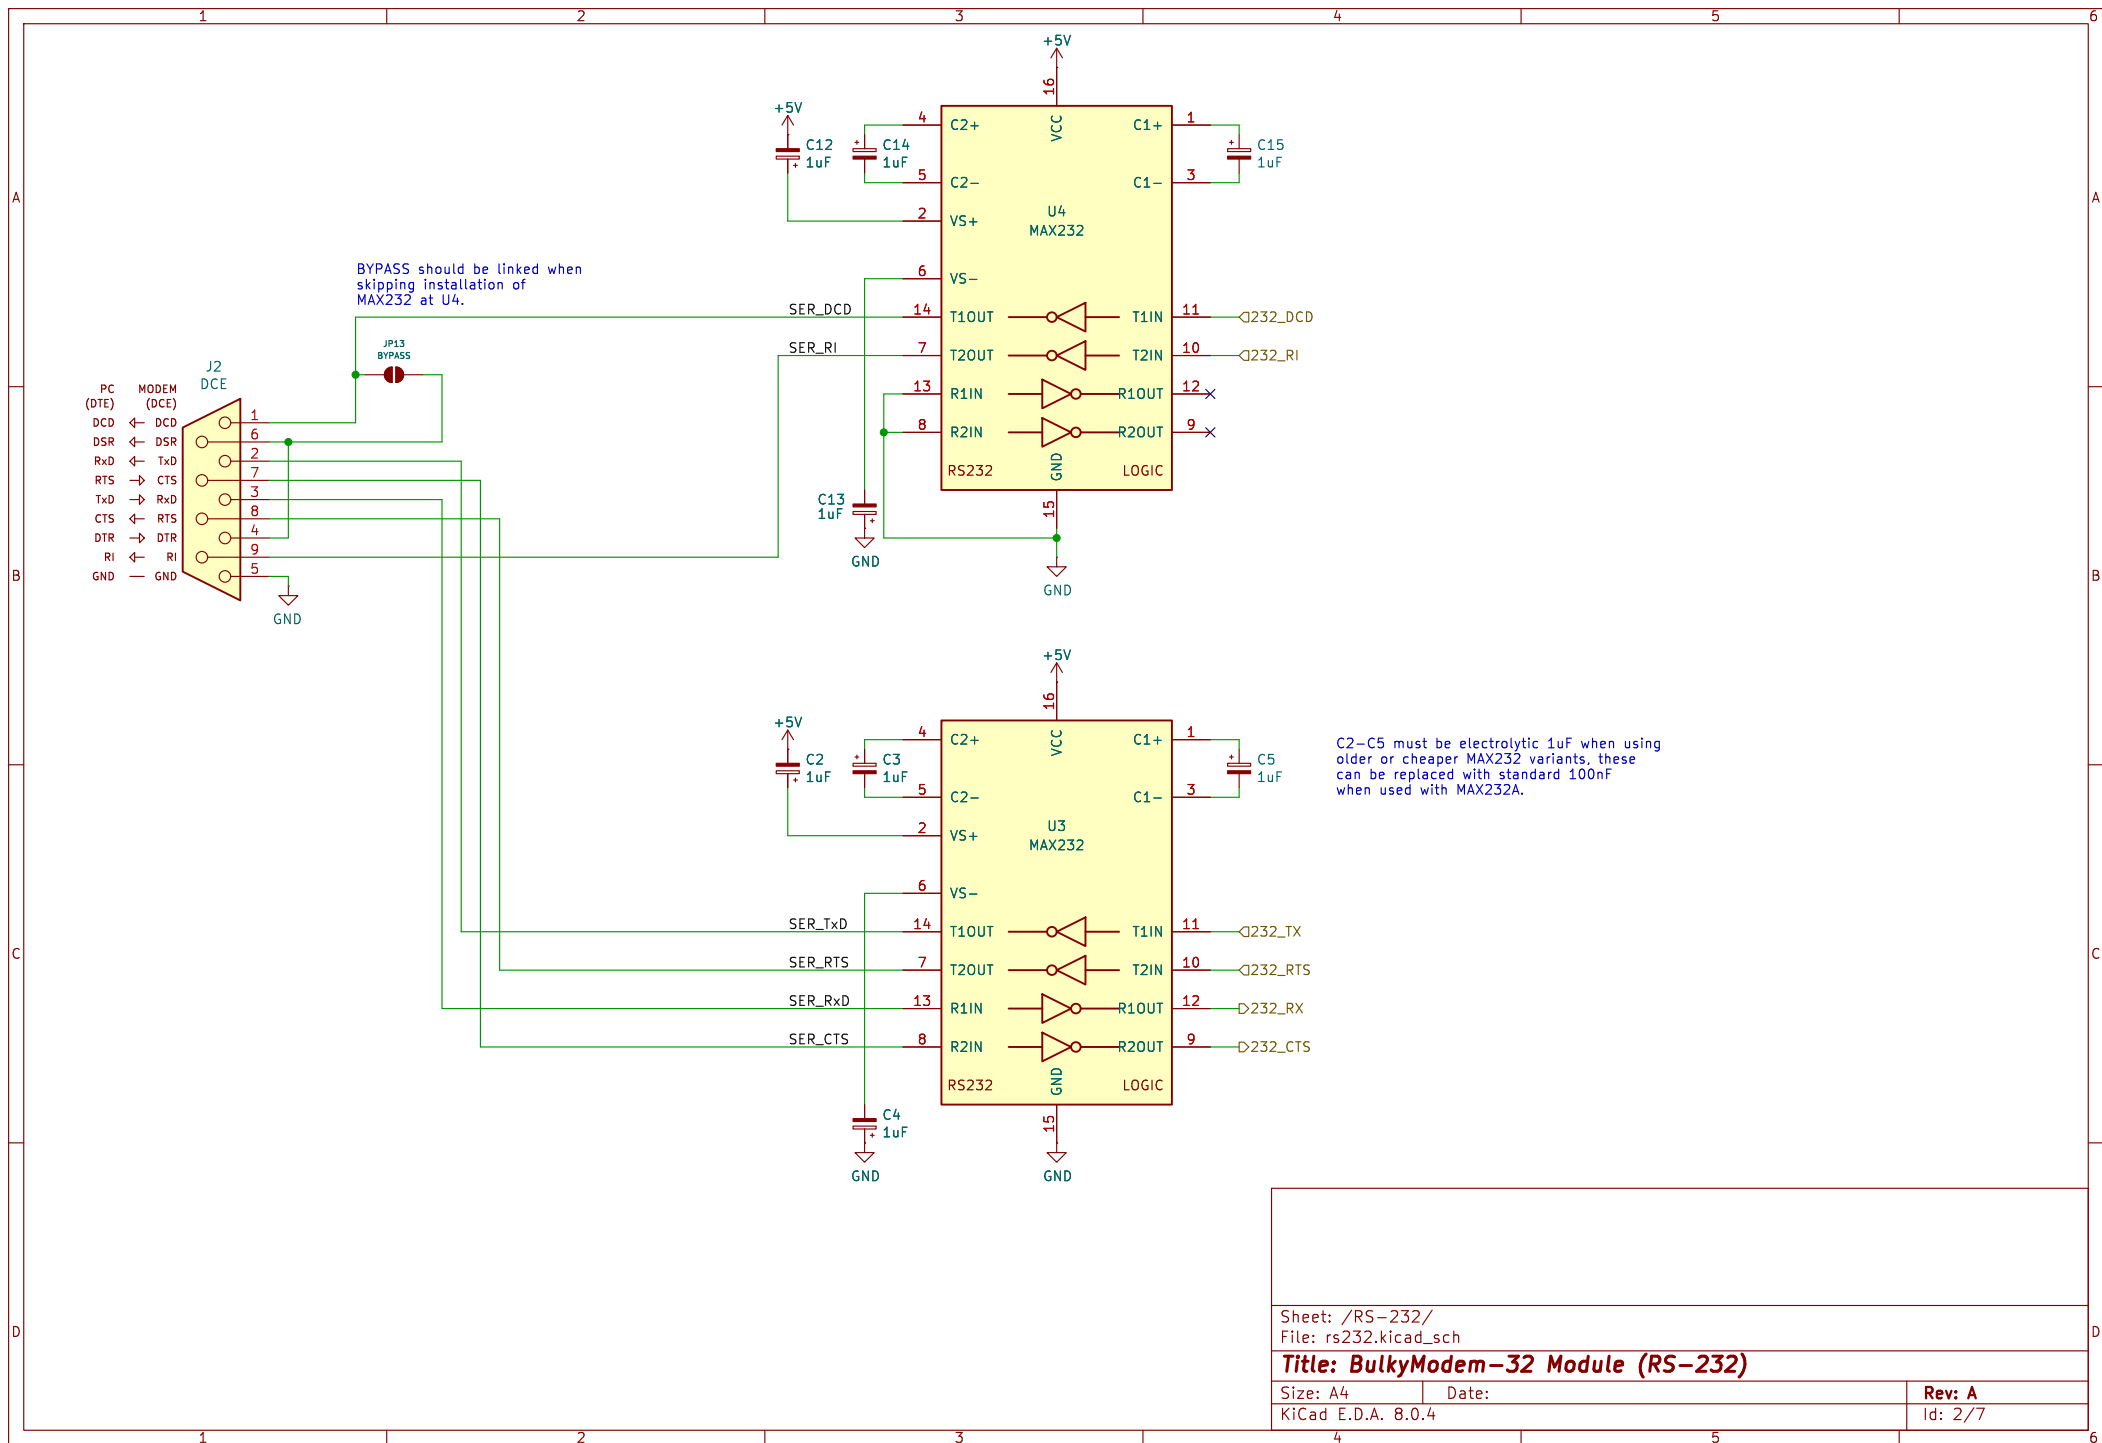 1 2 3 4 5 6
A A
B B
C C
D D
1 2 3 4 5 6
+5V
16
VCC
+5V
C12
1uF
+
C14
1uF
+
4 C2+
5 C2-
2 VS+
6 VS-
C1+ 1
C1- 3
C15
1uF
+
U4
MAX232
BYPASS should be linked when
skipping installation of
MAX232 at U4.
SER_DCD
14 T1OUT
T1IN 11
232_DCD
SER_RI
7 T2OUT
T2IN 10
232_RI
13 R1IN
R1OUT 12
8 R2IN
R2OUT 9
RS232
GND
LOGIC
15
C13
1uF
+
GND
GND
JP13
BYPASS
J2
DCE
PC MODEM
(DTE) (DCE)
DCD DCD 1
DSR DSR 6
RxD TxD 2
RTS CTS 7
TxD RxD 3
CTS RTS 8
DTR DTR 4
RI RI 9
GND GND 5
GND
+5V
16
VCC
+5V
C2
1uF
+
C3
1uF
+
4 C2+
5 C2-
2 VS+
6 VS-
C1+ 1
C1- 3
C5
1uF
+
U3
MAX232
C2-C5 must be electrolytic 1uF when using
older or cheaper MAX232 variants, these
can be replaced with standard 100nF
when used with MAX232A.
SER_TxD
14 T1OUT
T1IN 11
232_TX
SER_RTS
7 T2OUT
T2IN 10
232_RTS
SER_RxD
13 R1IN
R1OUT 12
232_RX
SER_CTS
8 R2IN
R2OUT 9
232_CTS
RS232
GND
LOGIC
15
C4
1uF
+
GND
GND
Sheet: /RS-232/
File: rs232.kicad_sch
Title: BulkyModem-32 Module (RS-232)
Size: A4 Date: Rev: A
KiCad E.D.A. 8.0.4 Id: 2/7